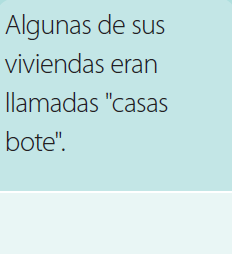 Algunas de sus
viviendas eran
llamadas "casas
bote".